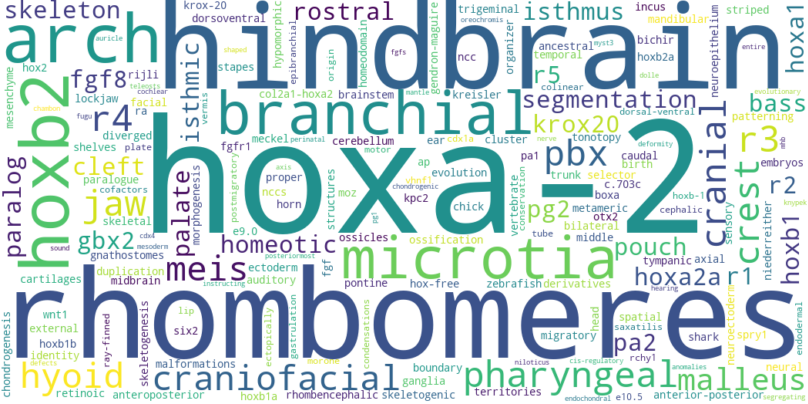 skeleton
krox-20
dorsoventral
rostral
trigeminal
oreochromis
isthmus
incus
mandibular
striped
hoxa1
arch
hindbrain
auricle
cochlear
teleosts
hypomorphic
epibranchial
shaped
origin
fgfs
homeodomain
gendron-maguire
ncc
organizer
ancestral
myst3
bichir
temporal
hoxb2a
colinear
dolle
neuroepithelium
entire
hox2
mesenchyme
fgf8
rijli
stapes
isthmic
vermis
col2a1-hoxa2
brainstem
mantle
kreisler
r5
segmentation
evolutionary
bass
chambon
lockjaw
ra
facial
fugu
r4
branchial
dorsal-ventral
patterning
hoxb2
diverged
plate
meckel
perinatal
cerebellum
ear
cdx1a
cluster
krox20
nerve
deformity
r3
mhb
shelves
paralogue
cofactors
fgfr1
motor
tonotopy
caudal
birth
embryos
cleft
hoxa-2
pa1
pbx
cranial
crest
paralog
jaw
palate
morphogenesis
axis
proper
nccs
horn
postmigratory
structures
moz
ap
vhnf1
evolution
chondrogenic
kpc2
chick
vertebrate
conservation
trunk
selector
c.703c
hoxb-1
boxa
metameric
cephalic
r2
knypek
skeletal
cdx4
mesoderm
gbx2
e9.0
pg2
otx2
bilateral
sensory
niederreither
hoxb1
sound
gnathostomes
homeotic
ossicles
ossification
tube
middle
pouch
tympanic
axial
cartilages
duplication
midbrain
meis
ectoderm
posteriormost
auditory
fgf
microtia
hoxa2a
r1
endodermal
pontine
hox-free
zebrafish
derivatives
rhombomeres
chondrogenesis
wnt1
external
hoxb1b
identity
defects
ray-finned
skeletogenesis
lip
six2
ectopically
instructing
gastrulation
condensations
morone
migratory
head
spatial
saxatilis
pa2
shark
rchy1
neuroectoderm
spry1
hearing
hyoid
retinoic
anteroposterior
malformations
craniofacial
hoxb1a
rhombencephalic
boundary
ganglia
skeletogenic
pharyngeal
territories
niloticus
cis-regulatory
endochondral
e10.5
malleus
anomalies
neural
anterior-posterior
segregating